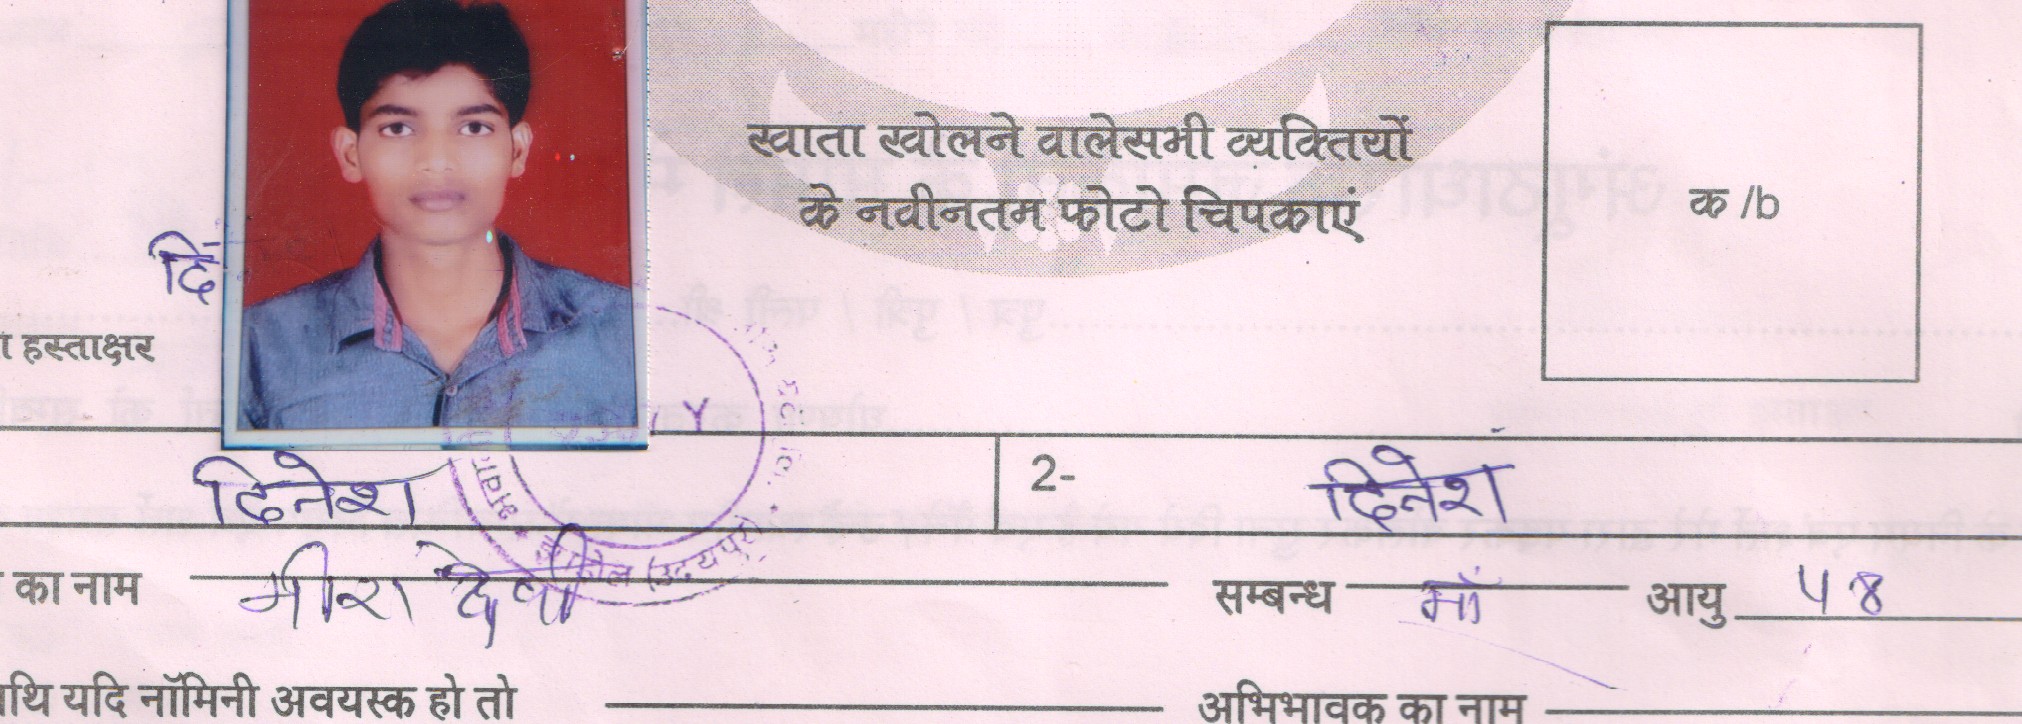 खाता खोलने वालेसभी व्यक्तियों
के नवीनतम फोटो चिपकाएं
क /b
दि
हस्ताक्षर
दिनेश 2- दिनेश
का नाम मीरा देवी सम्बन्ध माँ आयु 48
यदि नॉमिनी अवयस्क हो तो अभिभावक का नाम